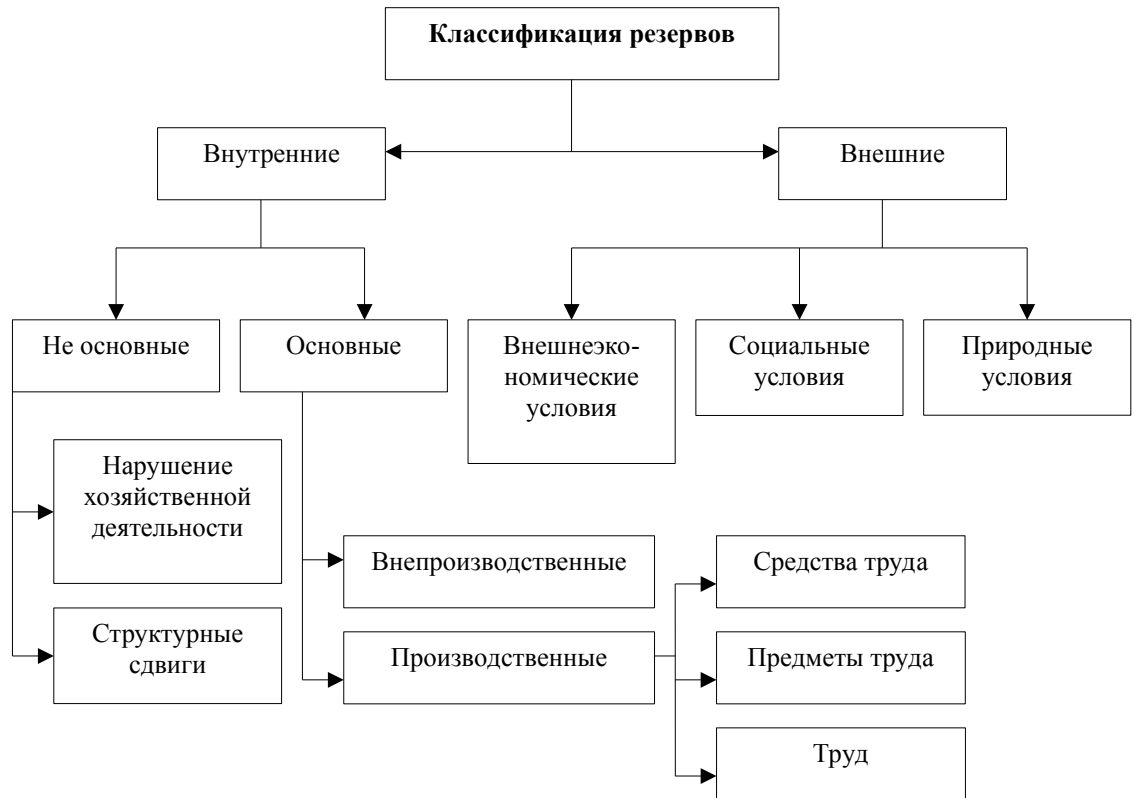 Классификация резервов
Внутренние
Внешние
Не основные
Основные
Внешнеэко-
номические
условия
Социальные
условия
Природные
условия
Нарушение
хозяйственной
деятельности
Структурные
сдвиги
Внепроизводственные
Производственные
Средства труда
Предметы труда
Труд